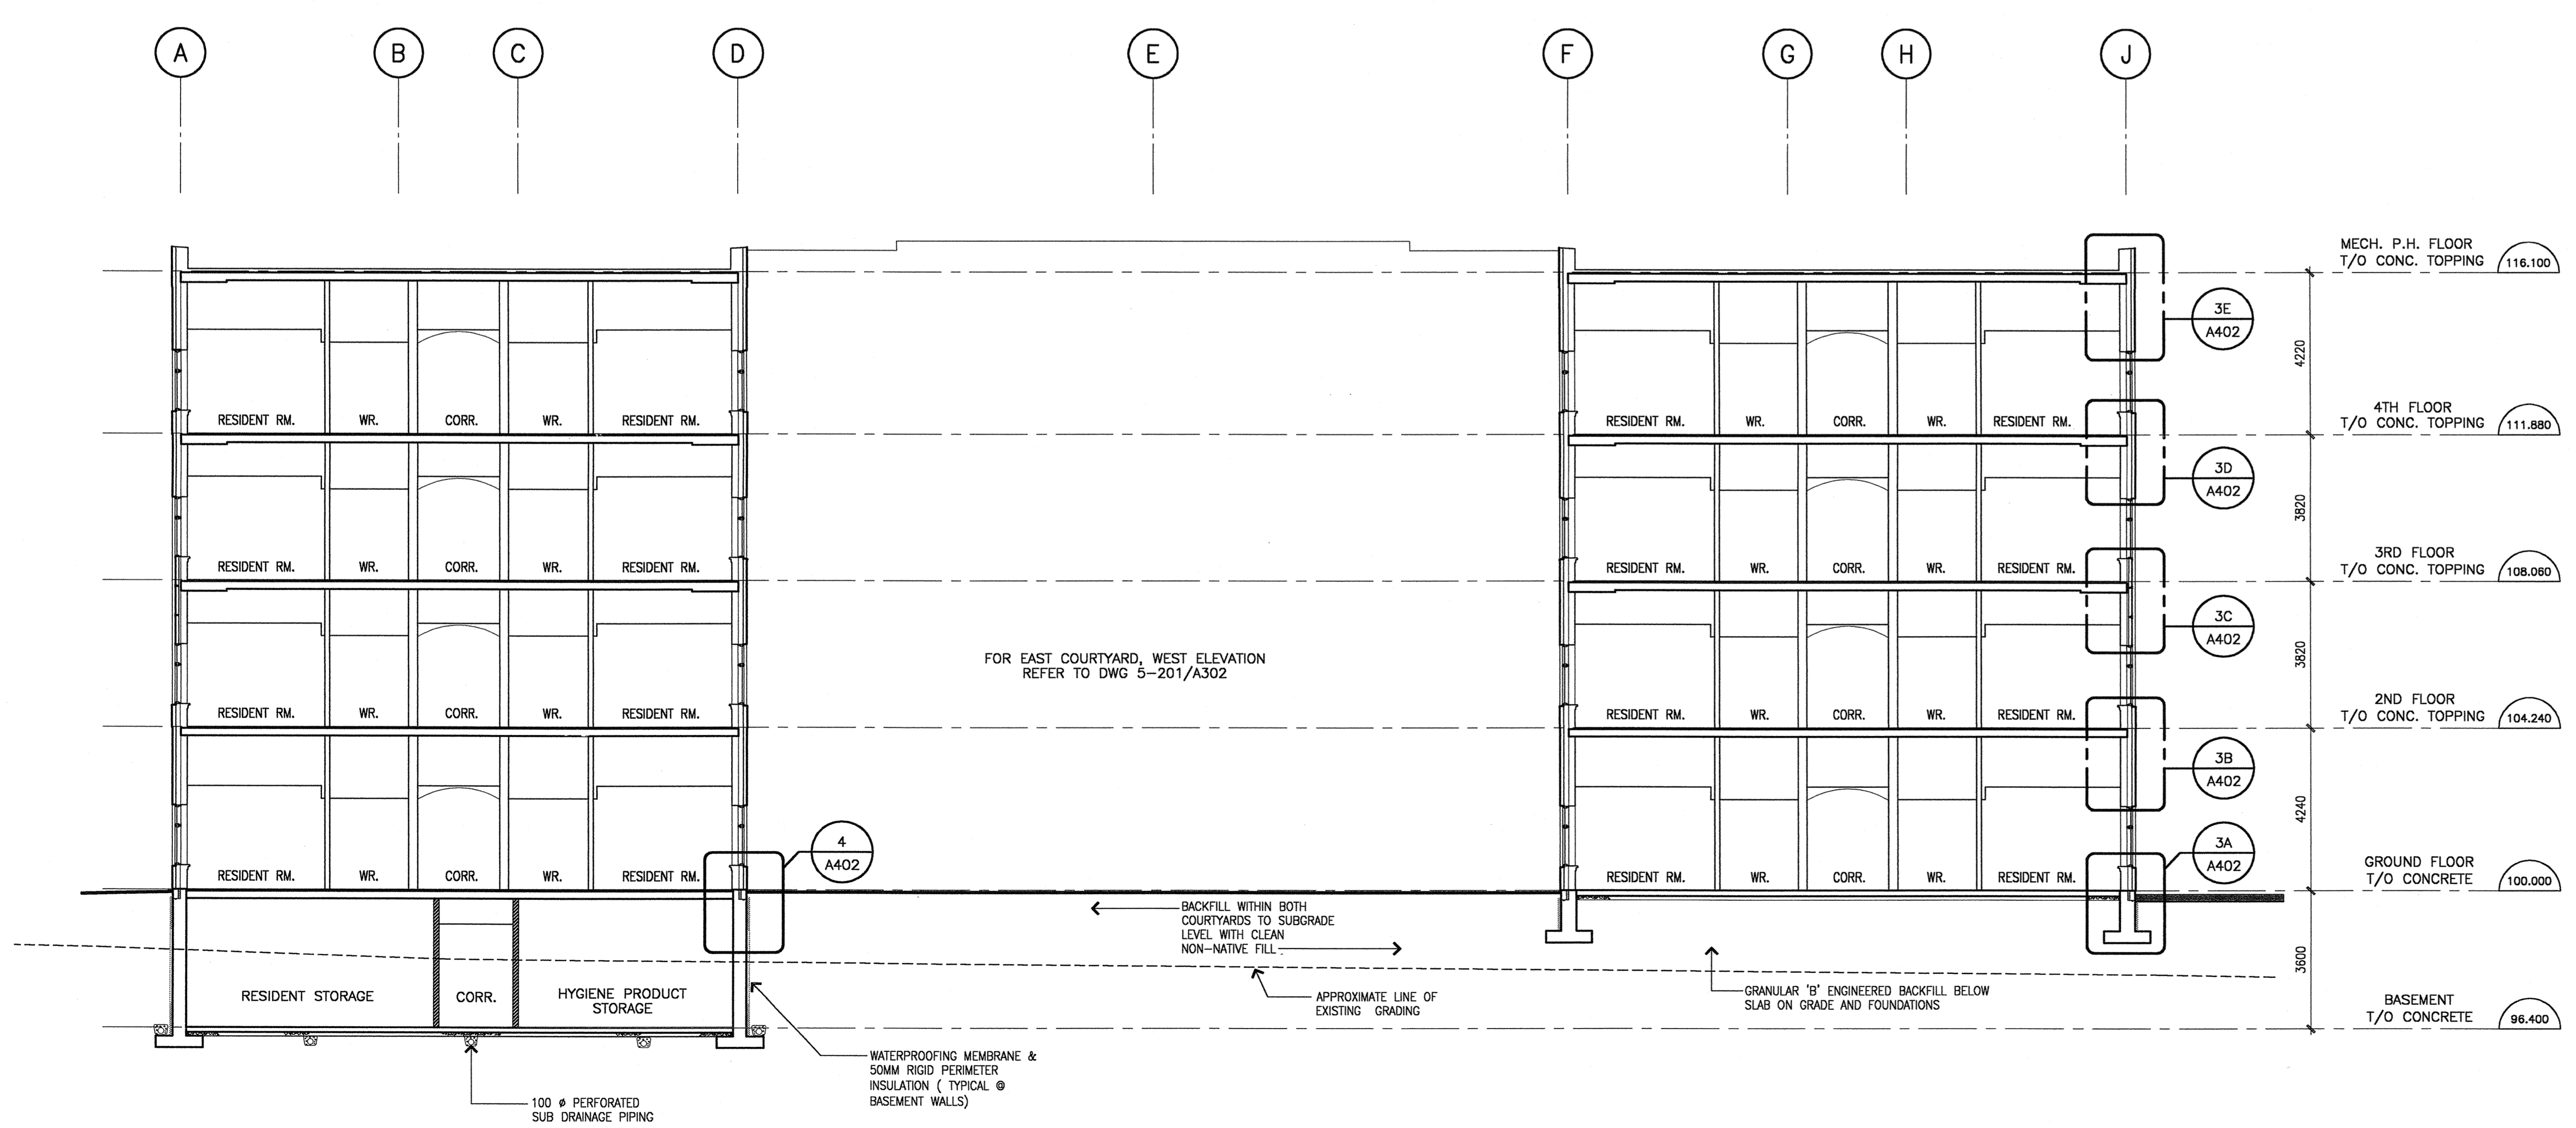 A B C D E F G H J
MECH. P.H. FLOOR
T/O CONC. TOPPING 116.100
3E
A402
4220
RESIDENT RM. WR. CORR. WR. RESIDENT RM.
RESIDENT RM. WR. CORR. WR. RESIDENT RM.
4TH FLOOR
T/O CONC. TOPPING 111.880
3D
A402
3820
RESIDENT RM. WR. CORR. WR. RESIDENT RM.
RESIDENT RM. WR. CORR. WR. RESIDENT RM.
3RD FLOOR
T/O CONC. TOPPING 108.060
3C
A402
3820
FOR EAST COURTYARD, WEST ELEVATION
REFER TO DWG 5-201/A302
RESIDENT RM. WR. CORR. WR. RESIDENT RM.
RESIDENT RM. WR. CORR. WR. RESIDENT RM.
2ND FLOOR
T/O CONC. TOPPING 104.240
3B
A402
4240
4
A402
3A
A402
RESIDENT RM. WR. CORR. WR. RESIDENT RM.
RESIDENT RM. WR. CORR. WR. RESIDENT RM.
GROUND FLOOR
T/O CONCRETE 100.000
BACKFILL WITHIN BOTH
COURTYARDS TO SUBGRADE
LEVEL WITH CLEAN
NON-NATIVE FILL
3600
RESIDENT STORAGE
CORR.
HYGIENE PRODUCT
STORAGE
APPROXIMATE LINE OF
EXISTING GRADING
GRANULAR 'B' ENGINEERED BACKFILL BELOW
SLAB ON GRADE AND FOUNDATIONS
BASEMENT
T/O CONCRETE 96.400
WATERPROOFING MEMBRANE &
50MM RIGID PERIMETER
INSULATION ( TYPICAL @
BASEMENT WALLS)
100 ø PERFORATED
SUB DRAINAGE PIPING